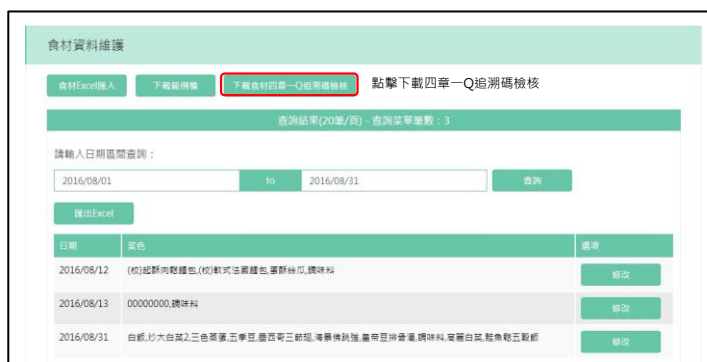 食材資料維護
食材Excel匯入 下載範例檔 下載食材四章一Q追溯碼檢核 點擊下載四章一Q追溯碼檢核
查詢結果(20筆/頁) - 查詢菜單筆數：3
請輸入日期區間查詢：
2016/08/01 to 2016/08/31 查詢
匯出Excel
日期 菜色 選項
2016/08/12 (校)起酥肉鬆麵包,(校)軟式法國麵包,蛋酥絲瓜,調味料 修改
2016/08/13 00000000,調味料 修改
2016/08/31 白飯,炒大白菜2,三色蒸蛋,五季豆,墨西哥三節翅,海景佛跳強,皇帝豆排骨湯,調味料,高麗白菜,鮭魚鬆五穀飯 修改